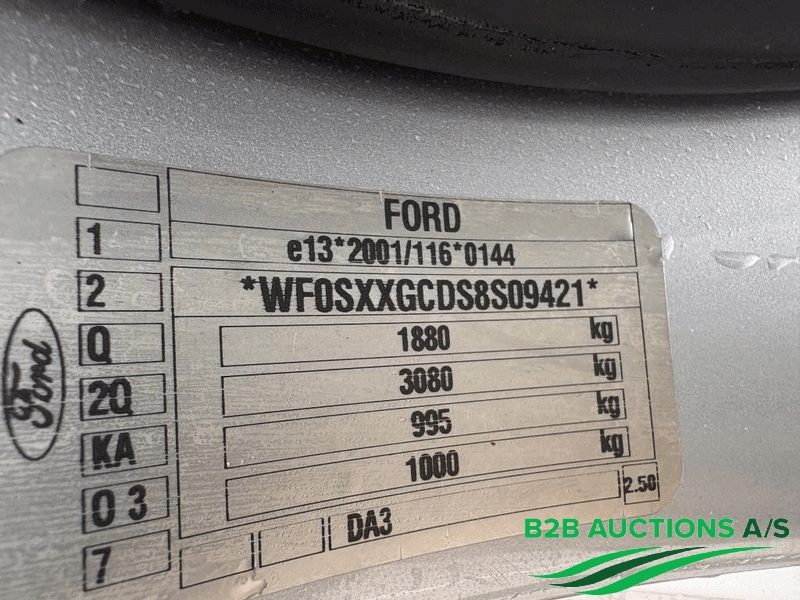 FORD
1 e13*2001/116*0144
2 *WF0SXXGCDS8S09421*
Q 1880 kg
2Q 3080 kg
KA 995 kg
O 3 1000 kg
7 DA3 2.50
Ford
B2B AUCTIONS A/S